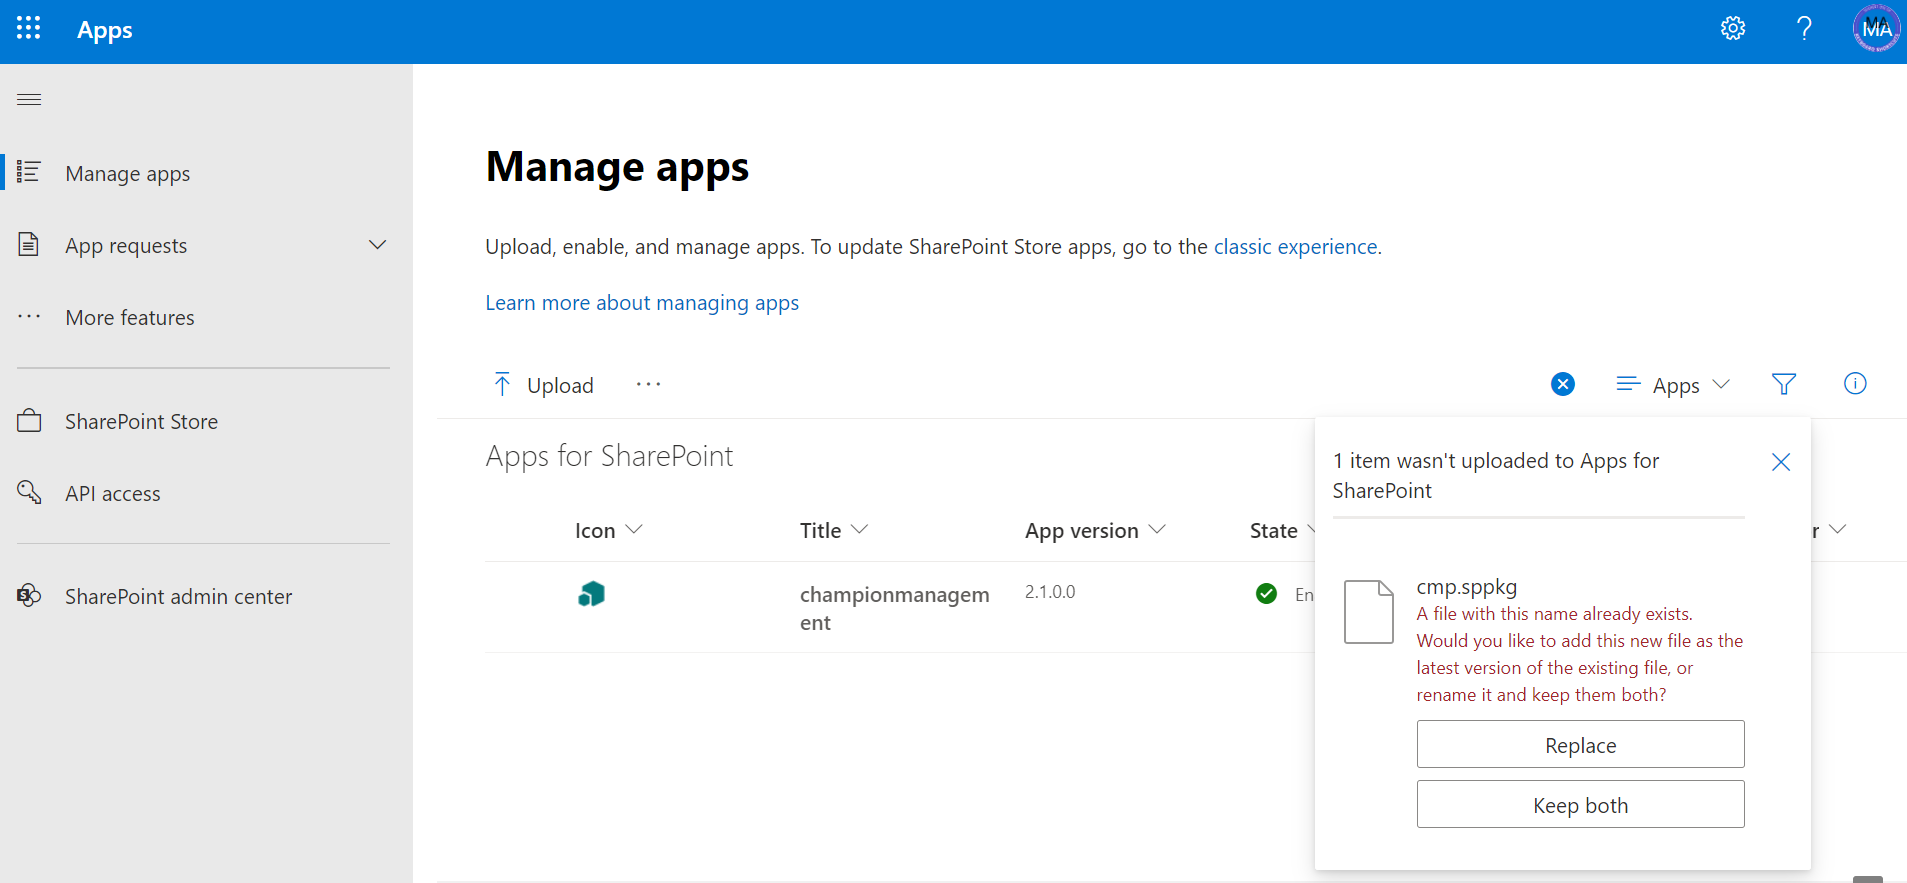 Apps
MA
Manage apps
App requests
More features
SharePoint Store
API access
SharePoint admin center
Manage apps
Upload, enable, and manage apps. To update SharePoint Store apps, go to the classic experience.
Learn more about managing apps
Upload
Apps
Apps for SharePoint
Icon Title App version State r
championmanagem
ent
2.1.0.0
En
1 item wasn't uploaded to Apps for
SharePoint
cmp.sppkg
A file with this name already exists.
Would you like to add this new file as the
latest version of the existing file, or
rename it and keep them both?
Replace
Keep both